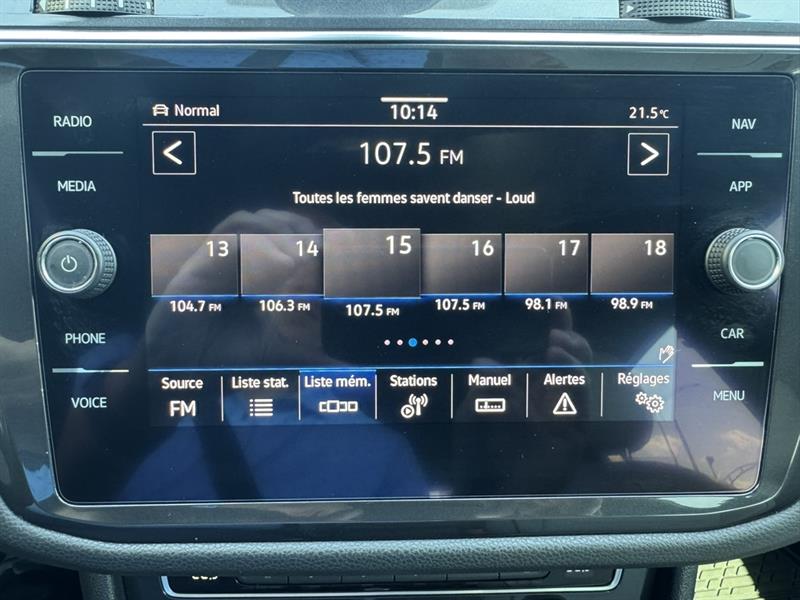 RADIO
MEDIA
PHONE
VOICE
Normal
10:14
21.5°C
< 107.5 FM >
Toutes les femmes savent danser - Loud
13 14 15 16 17 18
104.7 FM 106.3 FM 107.5 FM 107.5 FM 98.1 FM 98.9 FM
Source Liste stat. Liste mém. Stations Manuel Alertes Réglages
FM
NAV
APP
CAR
MENU